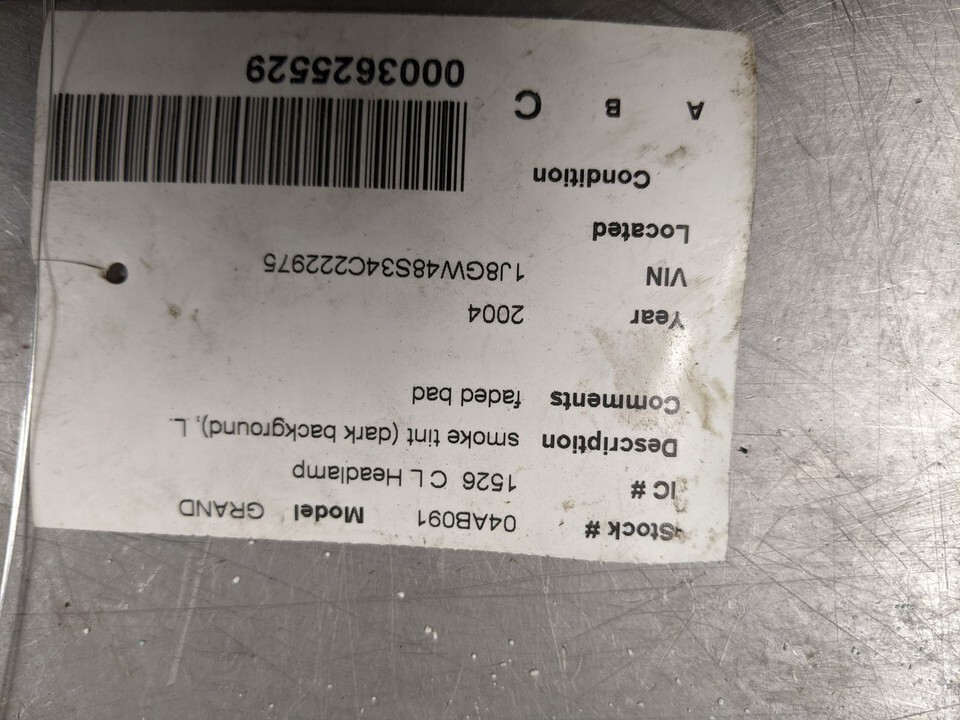 Stock # 04AB091 Model GRAND
IC # 1526 C L Headlamp
Description smoke tint (dark background), L
Comments faded bad
Year 2004
VIN 1J8GW48S34C222975
Located
Condition
A B C
0003625529